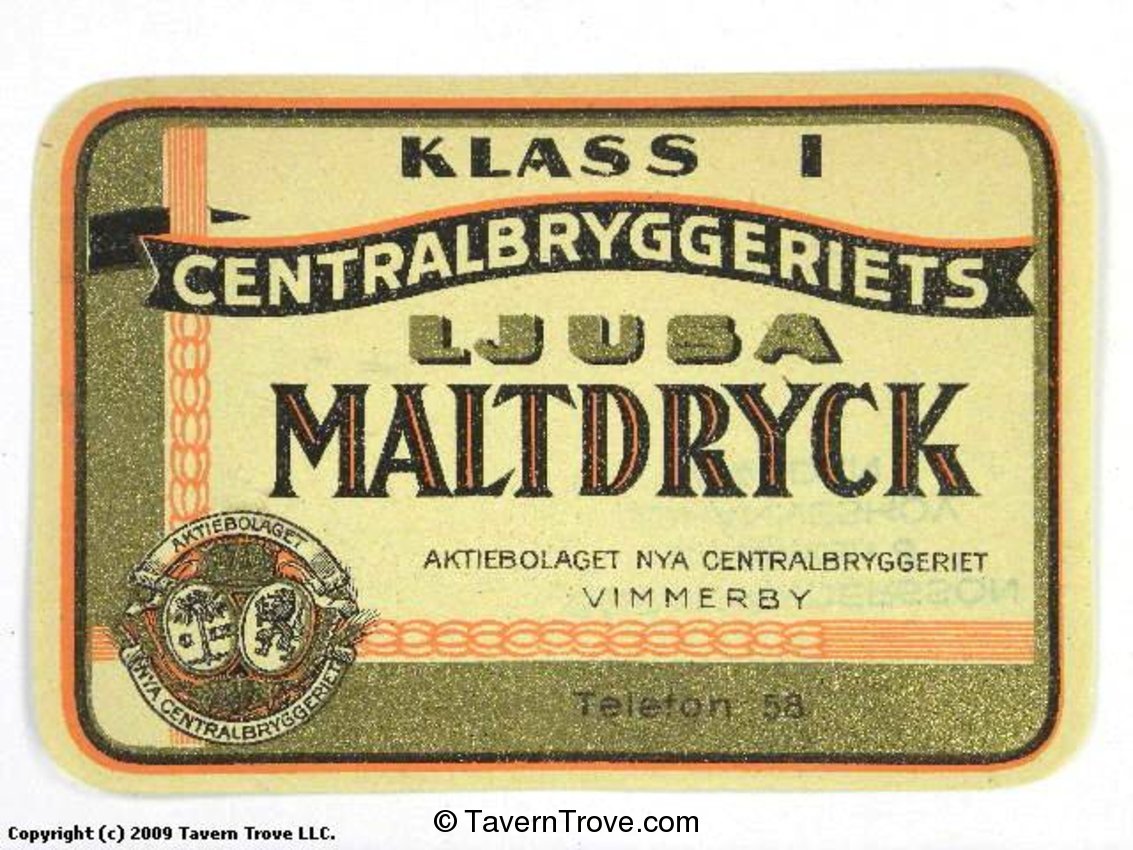 KLASS I
CENTRALBRYGGERIETS
LJUSA
MALTDRYCK
AKTIEBOLAGET NYA CENTRALBRYGGERIET
VIMMERBY
AKTIEBOLAGET
NYA CENTRALBRYGGERIET
Telefon 58
© TavernTrove.com
Copyright (c) 2009 Tavern Trove LLC.